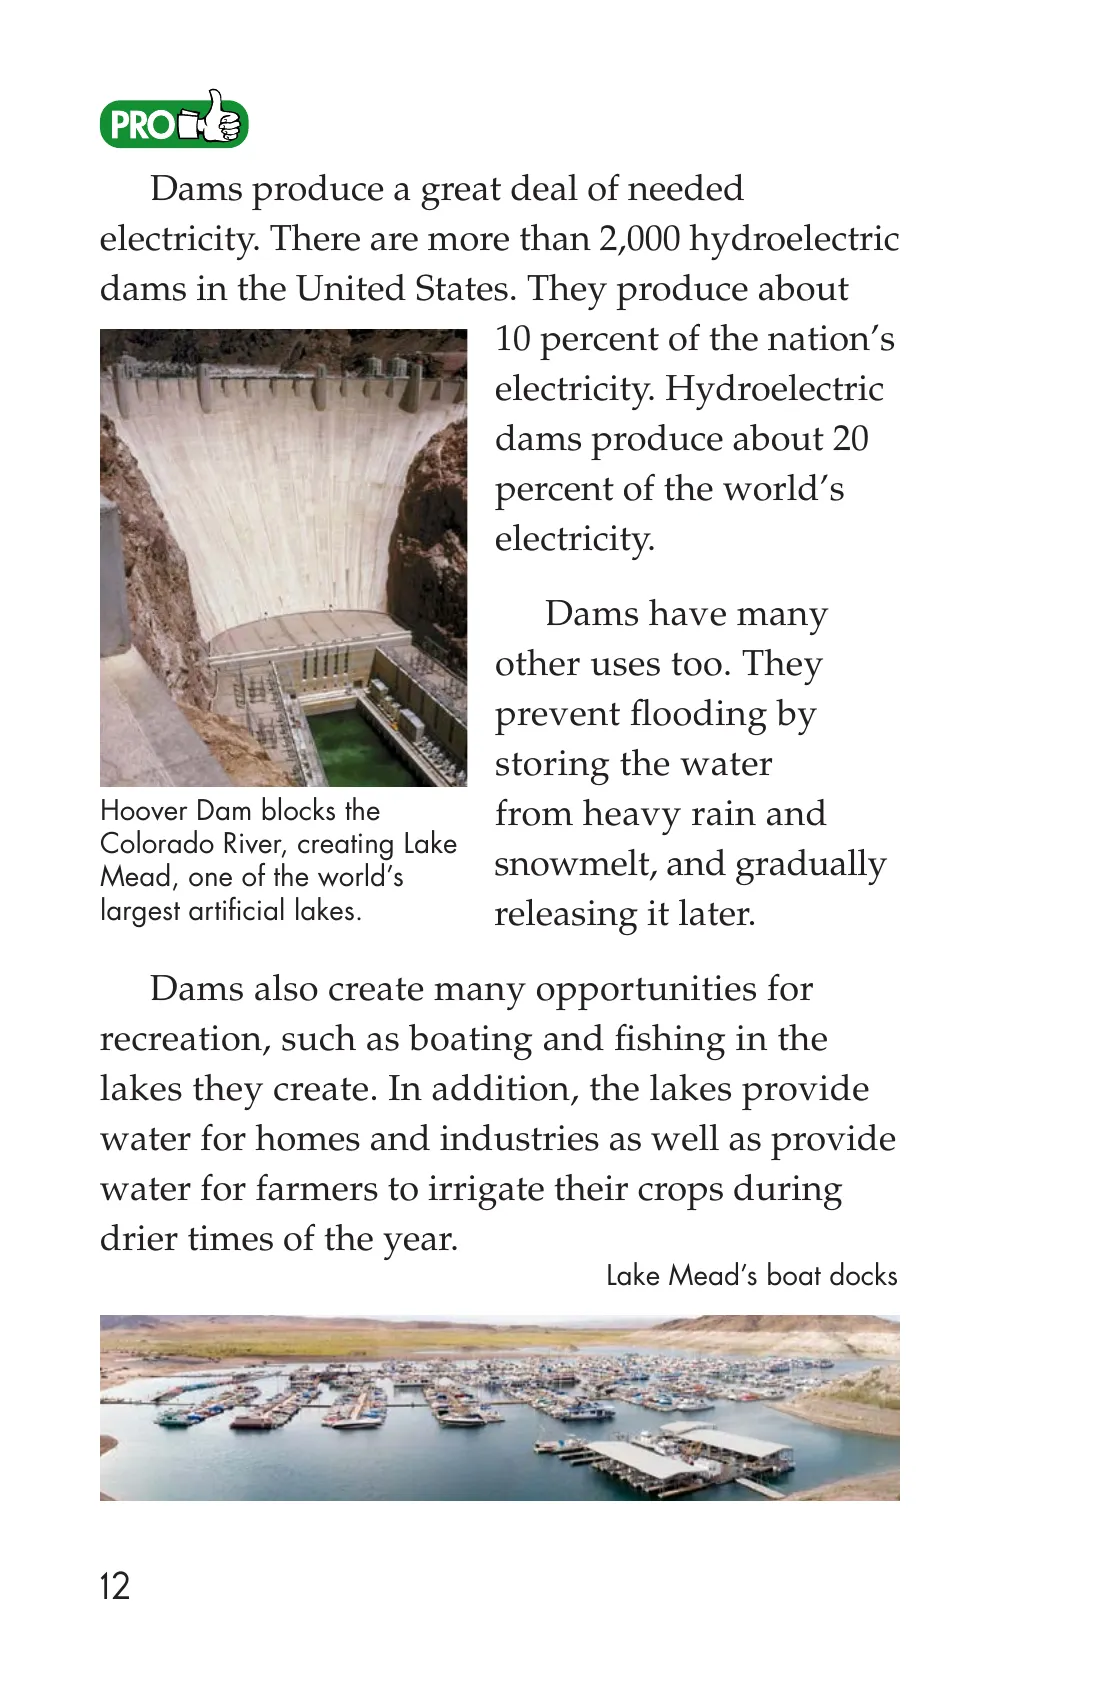 PRO
Dams produce a great deal of needed
electricity. There are more than 2,000 hydroelectric
dams in the United States. They produce about
10 percent of the nation’s
electricity. Hydroelectric
dams produce about 20
percent of the world’s
electricity.
Dams have many
other uses too. They
prevent flooding by
storing the water
from heavy rain and
snowmelt, and gradually
releasing it later.
Hoover Dam blocks the
Colorado River, creating Lake
Mead, one of the world’s
largest artificial lakes.
Dams also create many opportunities for
recreation, such as boating and fishing in the
lakes they create. In addition, the lakes provide
water for homes and industries as well as provide
water for farmers to irrigate their crops during
drier times of the year.
Lake Mead’s boat docks
12